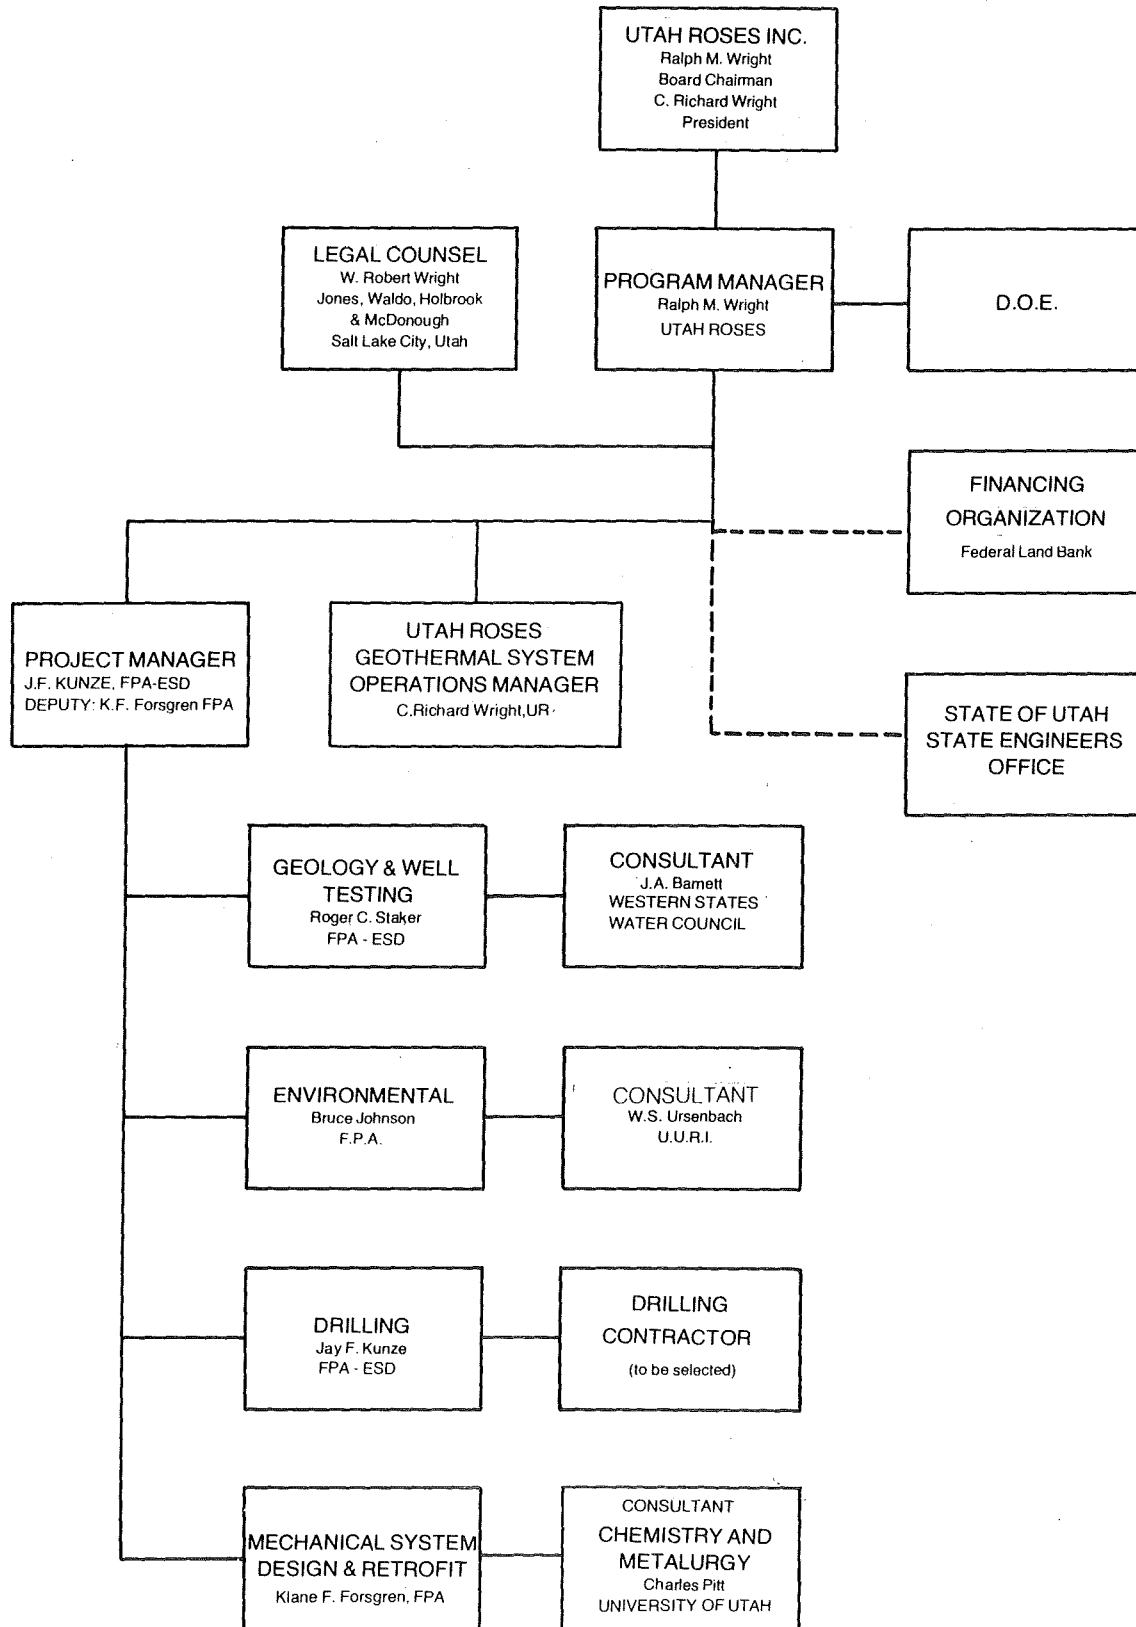 UTAH ROSES INC.
Ralph M. Wright
Board Chairman
C. Richard Wright
President
LEGAL COUNSEL
W. Robert Wright
Jones, Waldo, Holbrook
& McDonough
Salt Lake City, Utah
PROGRAM MANAGER
Ralph M. Wright
UTAH ROSES
D.O.E.
FINANCING
ORGANIZATION
Federal Land Bank
PROJECT MANAGER
J.F. KUNZE, FPA-ESD
DEPUTY: K.F. Forsgren FPA
UTAH ROSES
GEOTHERMAL SYSTEM
OPERATIONS MANAGER
C.Richard Wright,UR
STATE OF UTAH
STATE ENGINEERS
OFFICE
GEOLOGY & WELL
TESTING
Roger C. Staker
FPA - ESD
CONSULTANT
J.A. Barnett
WESTERN STATES
WATER COUNCIL
ENVIRONMENTAL
Bruce Johnson
F.P.A.
CONSULTANT
W.S. Ursenbach
U.U.R.I.
DRILLING
Jay F. Kunze
FPA - ESD
DRILLING
CONTRACTOR
(to be selected)
MECHANICAL SYSTEM
DESIGN & RETROFIT
Klane F. Forsgren, FPA
CONSULTANT
CHEMISTRY AND
METALURGY
Charles Pitt
UNIVERSITY OF UTAH